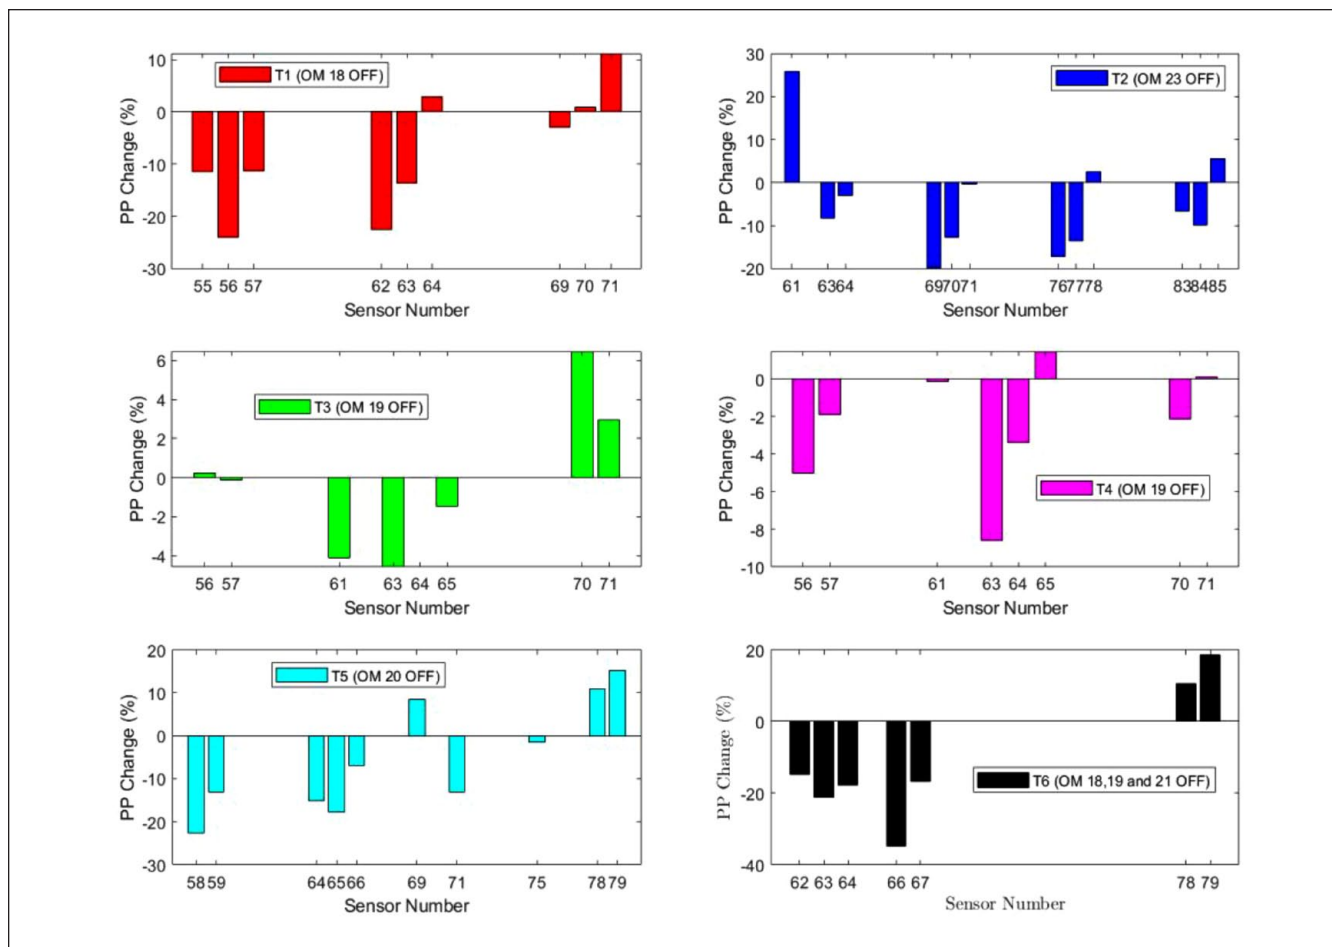 10
0
-10
-20
-30
PP Change (%)
T1 (OM 18 OFF)
55 56 57 62 63 64 69 70 71
Sensor Number
30
20
10
0
-10
-20
PP Change (%)
T2 (OM 23 OFF)
61 6364 697071 767778 838485
Sensor Number
6
4
2
0
-2
-4
PP Change (%)
T3 (OM 19 OFF)
56 57 61 63 64 65 70 71
Sensor Number
0
-2
-4
-6
-8
-10
PP Change (%)
T4 (OM 19 OFF)
56 57 61 63 64 65 70 71
Sensor Number
20
10
0
-10
-20
-30
PP Change (%)
T5 (OM 20 OFF)
5859 646566 69 71 75 7879
Sensor Number
20
0
-20
-40
PP Change (%)
T6 (OM 18,19 and 21 OFF)
62 63 64 66 67 78 79
Sensor Number